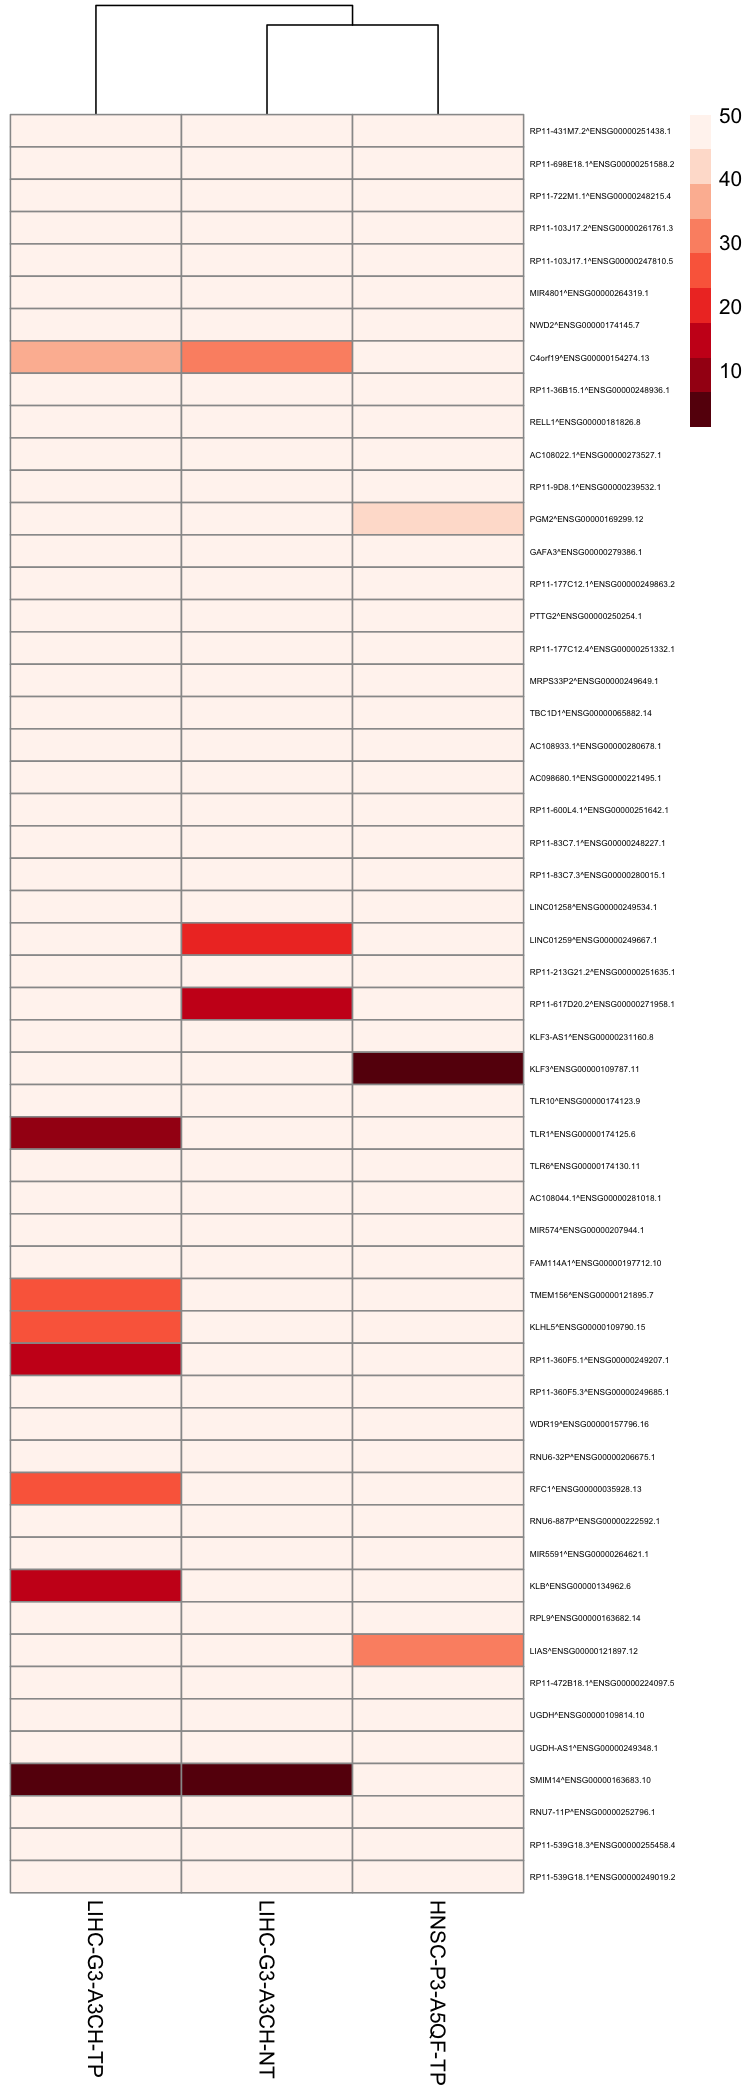 50
40
30
20
10
RP11-431M7.2^ENSG00000251438.1
RP11-698E18.1^ENSG00000251588.2
RP11-722M1.1^ENSG00000248215.4
RP11-103J17.2^ENSG00000261761.3
RP11-103J17.1^ENSG00000247810.5
MIR4801^ENSG00000264319.1
NWD2^ENSG00000174145.7
C4orf19^ENSG00000154274.13
RP11-36B15.1^ENSG00000248936.1
RELL1^ENSG00000181826.8
AC108022.1^ENSG00000273527.1
RP11-9D8.1^ENSG00000239532.1
PGM2^ENSG00000169299.12
GAFA3^ENSG00000279386.1
RP11-177C12.1^ENSG00000249863.2
PTTG2^ENSG00000250254.1
RP11-177C12.4^ENSG00000251332.1
MRPS33P2^ENSG00000249649.1
TBC1D1^ENSG00000065882.14
AC108933.1^ENSG00000280678.1
AC098680.1^ENSG00000221495.1
RP11-600L4.1^ENSG00000251642.1
RP11-83C7.1^ENSG00000248227.1
RP11-83C7.3^ENSG00000280015.1
LINC01258^ENSG00000249534.1
LINC01259^ENSG00000249667.1
RP11-213G21.2^ENSG00000251635.1
RP11-617D20.2^ENSG00000271958.1
KLF3-AS1^ENSG00000231160.8
KLF3^ENSG00000109787.11
TLR10^ENSG00000174123.9
TLR1^ENSG00000174125.6
TLR6^ENSG00000174130.11
AC108044.1^ENSG00000281018.1
MIR574^ENSG00000207944.1
FAM114A1^ENSG00000197712.10
TMEM156^ENSG00000121895.7
KLHL5^ENSG00000109790.15
RP11-360F5.1^ENSG00000249207.1
RP11-360F5.3^ENSG00000249685.1
WDR19^ENSG00000157796.16
RNU6-32P^ENSG00000206675.1
RFC1^ENSG00000035928.13
RNU6-887P^ENSG00000222592.1
MIR5591^ENSG00000264621.1
KLB^ENSG00000134962.6
RPL9^ENSG00000163682.14
LIAS^ENSG00000121897.12
RP11-472B18.1^ENSG00000224097.5
UGDH^ENSG00000109814.10
UGDH-AS1^ENSG00000249348.1
SMIM14^ENSG00000163683.10
RNU7-11P^ENSG00000252796.1
RP11-539G18.3^ENSG00000255458.4
RP11-539G18.1^ENSG00000249019.2
LIHC-G3-A3CH-TP
LIHC-G3-A3CH-NT
HNSC-P3-A5QF-TP